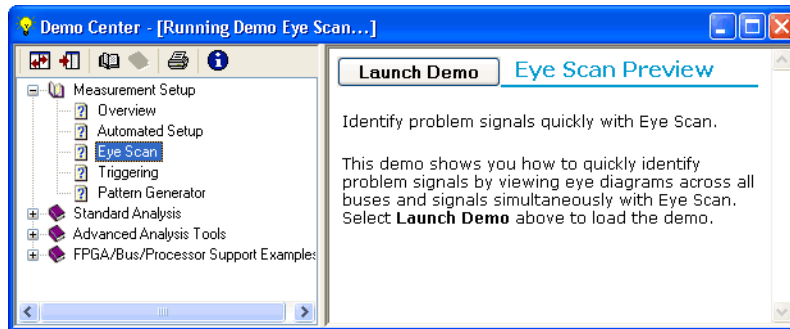 Demo Center - [Running Demo Eye Scan...]
Measurement Setup
Overview
Automated Setup
Eye Scan
Triggering
Pattern Generator
Standard Analysis
Advanced Analysis Tools
FPGA/Bus/Processor Support Examples
Launch Demo
Eye Scan Preview
Identify problem signals quickly with Eye Scan.
This demo shows you how to quickly identify
problem signals by viewing eye diagrams across all
buses and signals simultaneously with Eye Scan.
Select Launch Demo above to load the demo.